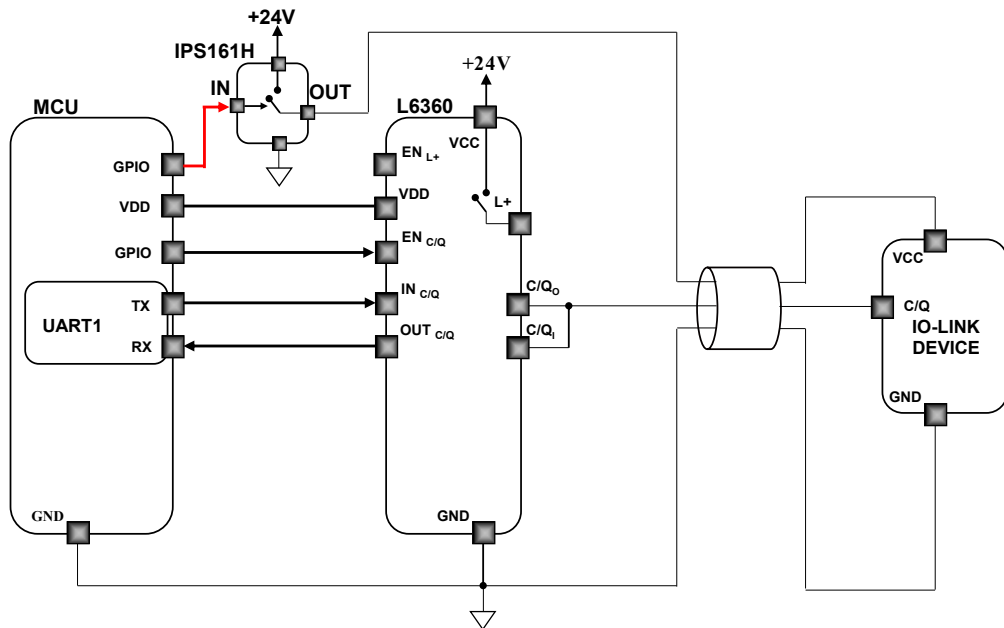 +24V
IPS161H
IN
OUT
+24V
MCU
L6360
VCC
GPIO
EN L+
VDD
VDD
L+
GPIO
EN C/Q
VCC
TX
IN C/Q
C/QO
C/Q
UART1
IO-LINK
DEVICE
RX
OUT C/Q
C/QI
GND
GND
GND